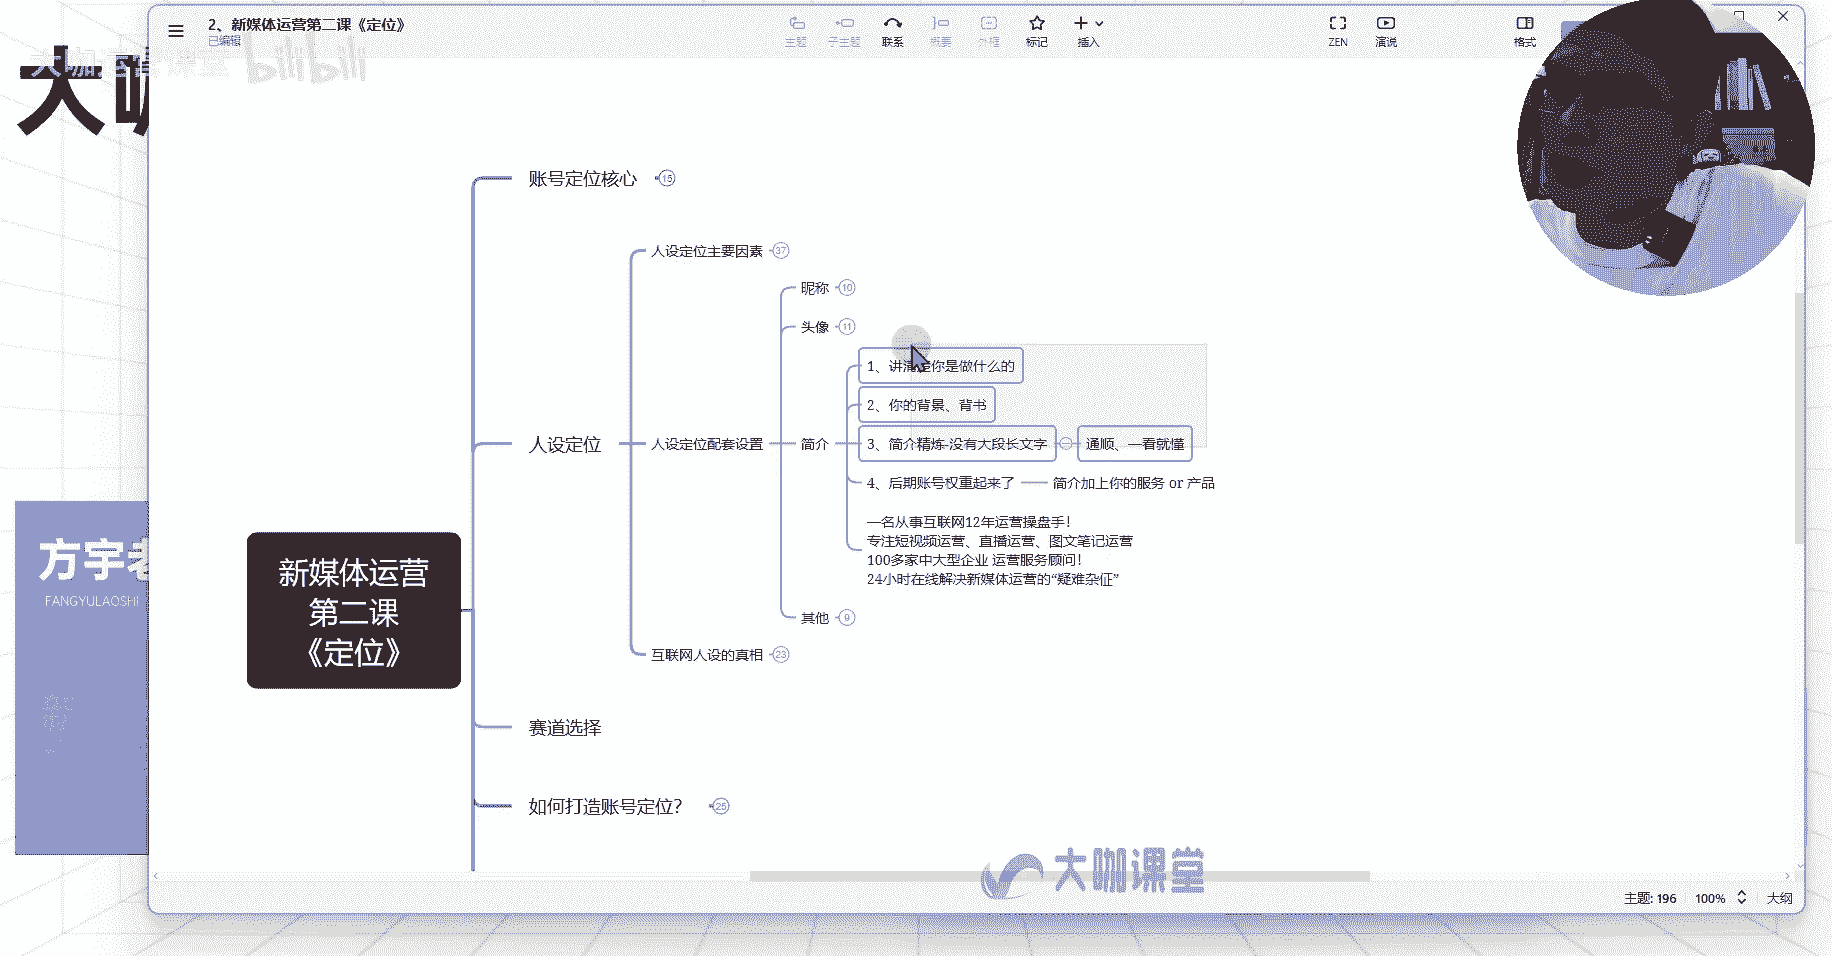 2、新媒体运营第二课《定位》
已编辑
主题
子主题
联系
概要
外框
标记
插入
ZEN
演说
格式
大咖运营课堂
bilibili
大咖
账号定位核心 15
人设定位主要因素 37
昵称 10
头像 11
1、讲清楚你是做什么的
2、你的背景、背书
人设定位
人设定位配套设置
简介
3、简介精炼-没有大段长文字
通顺、一看就懂
4、后期账号权重起来了
简介加上你的服务 or 产品
一名从事互联网12年运营操盘手!
专注短视频运营、直播运营、图文笔记运营
100多家中大型企业 运营服务顾问!
24小时在线解决新媒体运营的“疑难杂征”
其他 9
互联网人设的真相 23
新媒体运营
第二课
《定位》
方宇老
FANGYULAOSHI
赛道选择
如何打造账号定位? 25
大咖课堂
主题: 196
100%
大纲